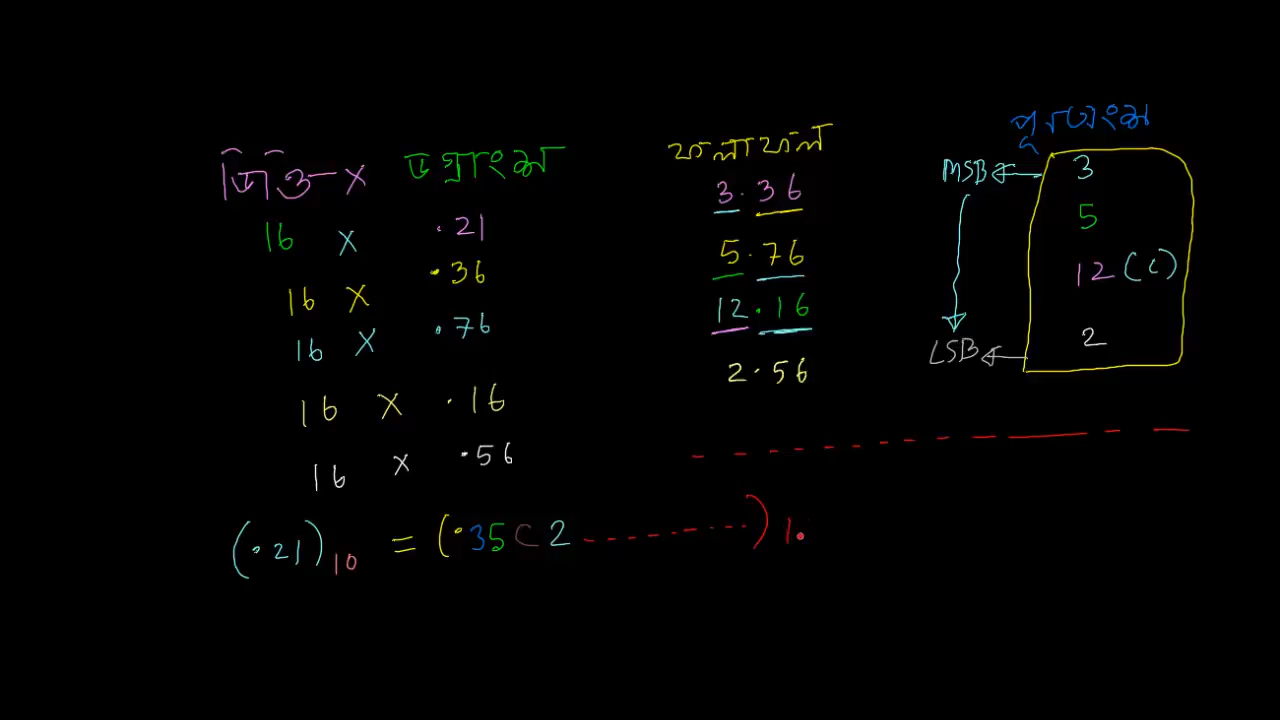 ভিত্তি × ভগ্নাংশ ফলাফল পূর্ণাংশ
16 × .21 3.36 MSB ← 3
16 × .36 5.76 5
16 × .76 12.16 12 (C)
16 × .16 2.56 LSB ← 2
16 × .56
(.21)10 = (.35C2 - - - - - - - - ...) 1.